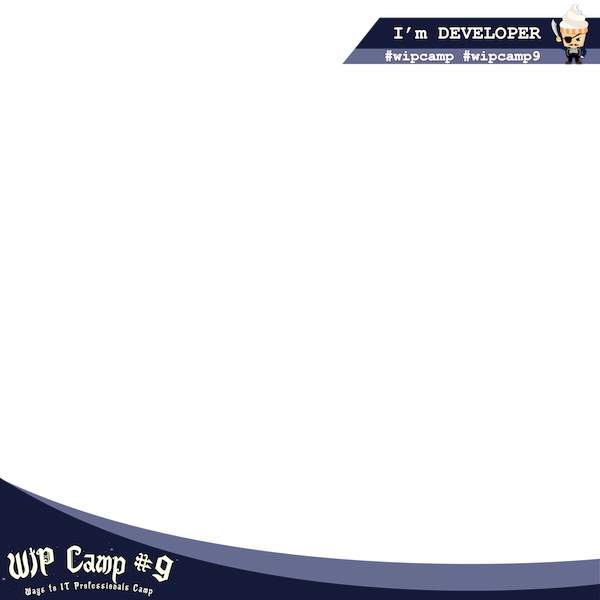 I'm DEVELOPER
#wipcamp #wipcamp9
WIP Camp #9
Ways to IT Professionals Camp